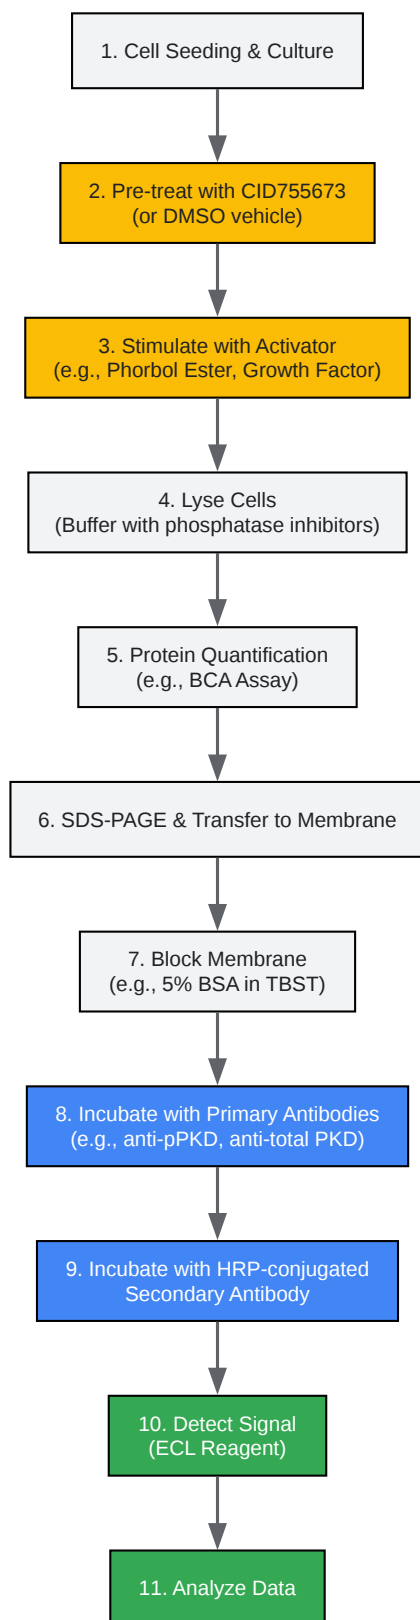 1. Cell Seeding & Culture
2. Pre-treat with CID755673
(or DMSO vehicle)
3. Stimulate with Activator
(e.g., Phorbol Ester, Growth Factor)
4. Lyse Cells
(Buffer with phosphatase inhibitors)
5. Protein Quantification
(e.g., BCA Assay)
6. SDS-PAGE & Transfer to Membrane
7. Block Membrane
(e.g., 5% BSA in TBST)
8. Incubate with Primary Antibodies
(e.g., anti-pPKD, anti-total PKD)
9. Incubate with HRP-conjugated
Secondary Antibody
10. Detect Signal
(ECL Reagent)
11. Analyze Data